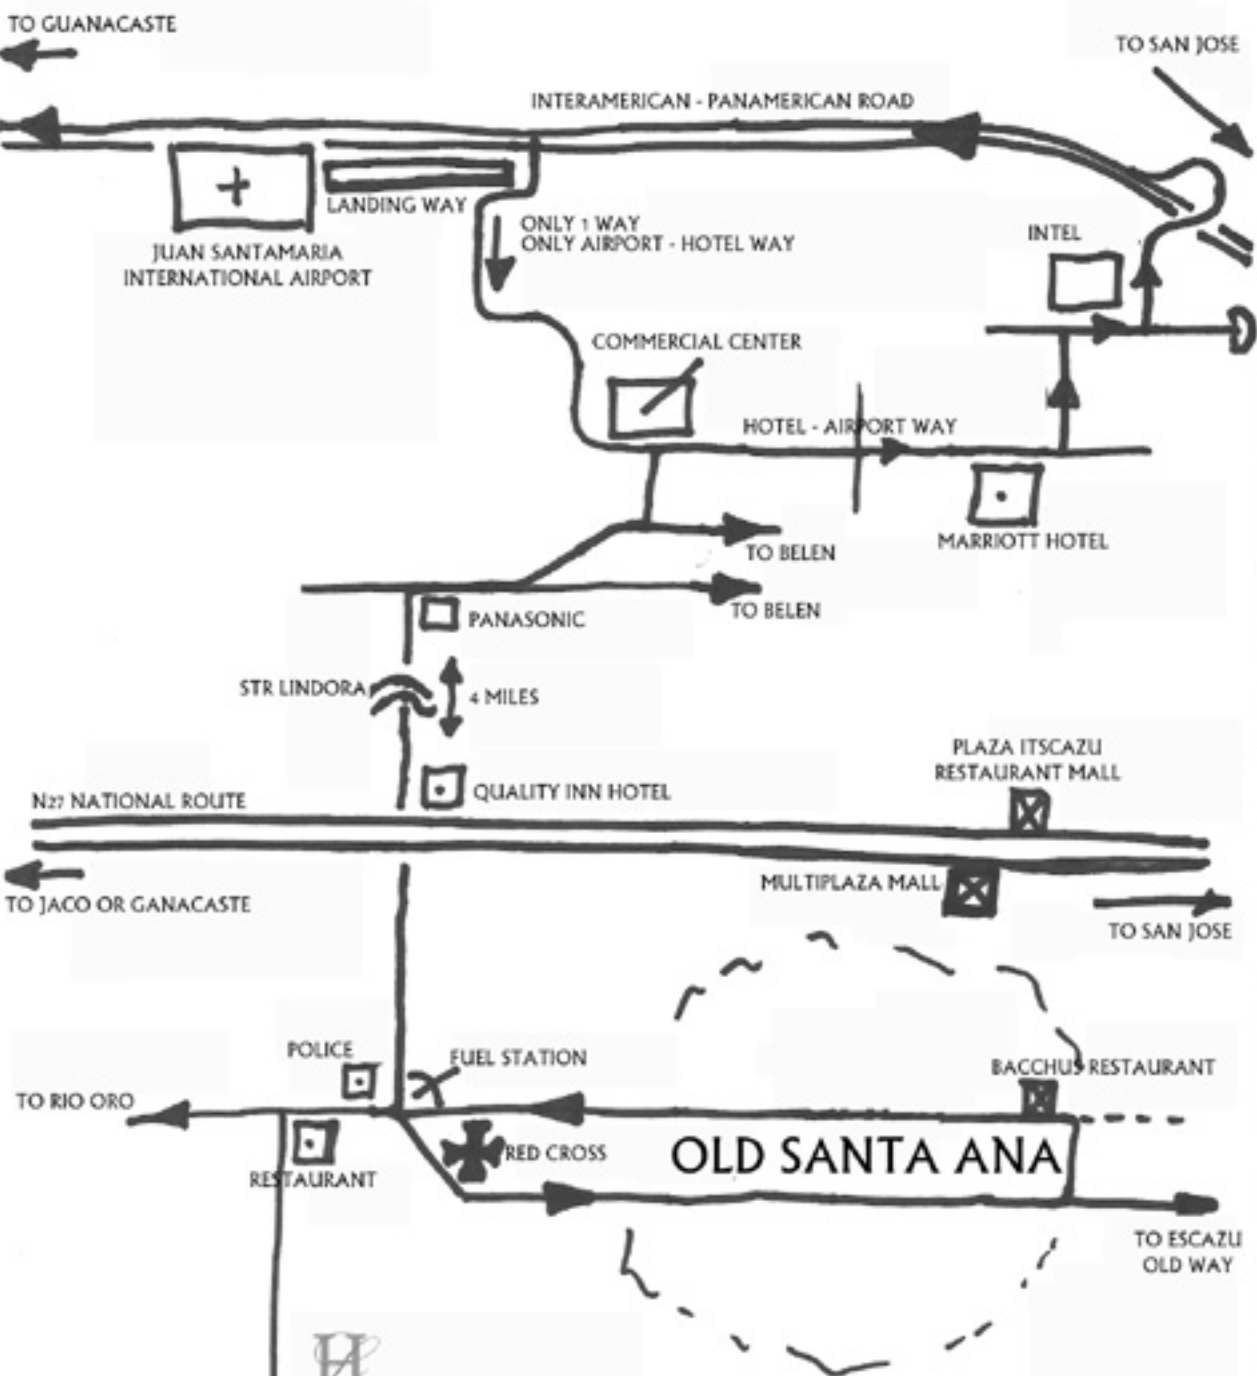 TO GUANACASTE
TO SAN JOSE
INTERAMERICAN - PANAMERICAN ROAD
LANDING WAY
ONLY 1 WAY
ONLY AIRPORT - HOTEL WAY
INTEL
JUAN SANTAMARIA
INTERNATIONAL AIRPORT
COMMERCIAL CENTER
HOTEL - AIRPORT WAY
MARRIOTT HOTEL
TO BELEN
TO BELEN
PANASONIC
STR LINDORA
4 MILES
PLAZA ITSCAZU
RESTAURANT MALL
QUALITY INN HOTEL
N27 NATIONAL ROUTE
MULTIPLAZA MALL
TO JACO OR GANACASTE
TO SAN JOSE
POLICE
FUEL STATION
BACCHUS RESTAURANT
TO RIO ORO
RED CROSS
OLD SANTA ANA
RESTAURANT
TO ESCAZU
OLD WAY